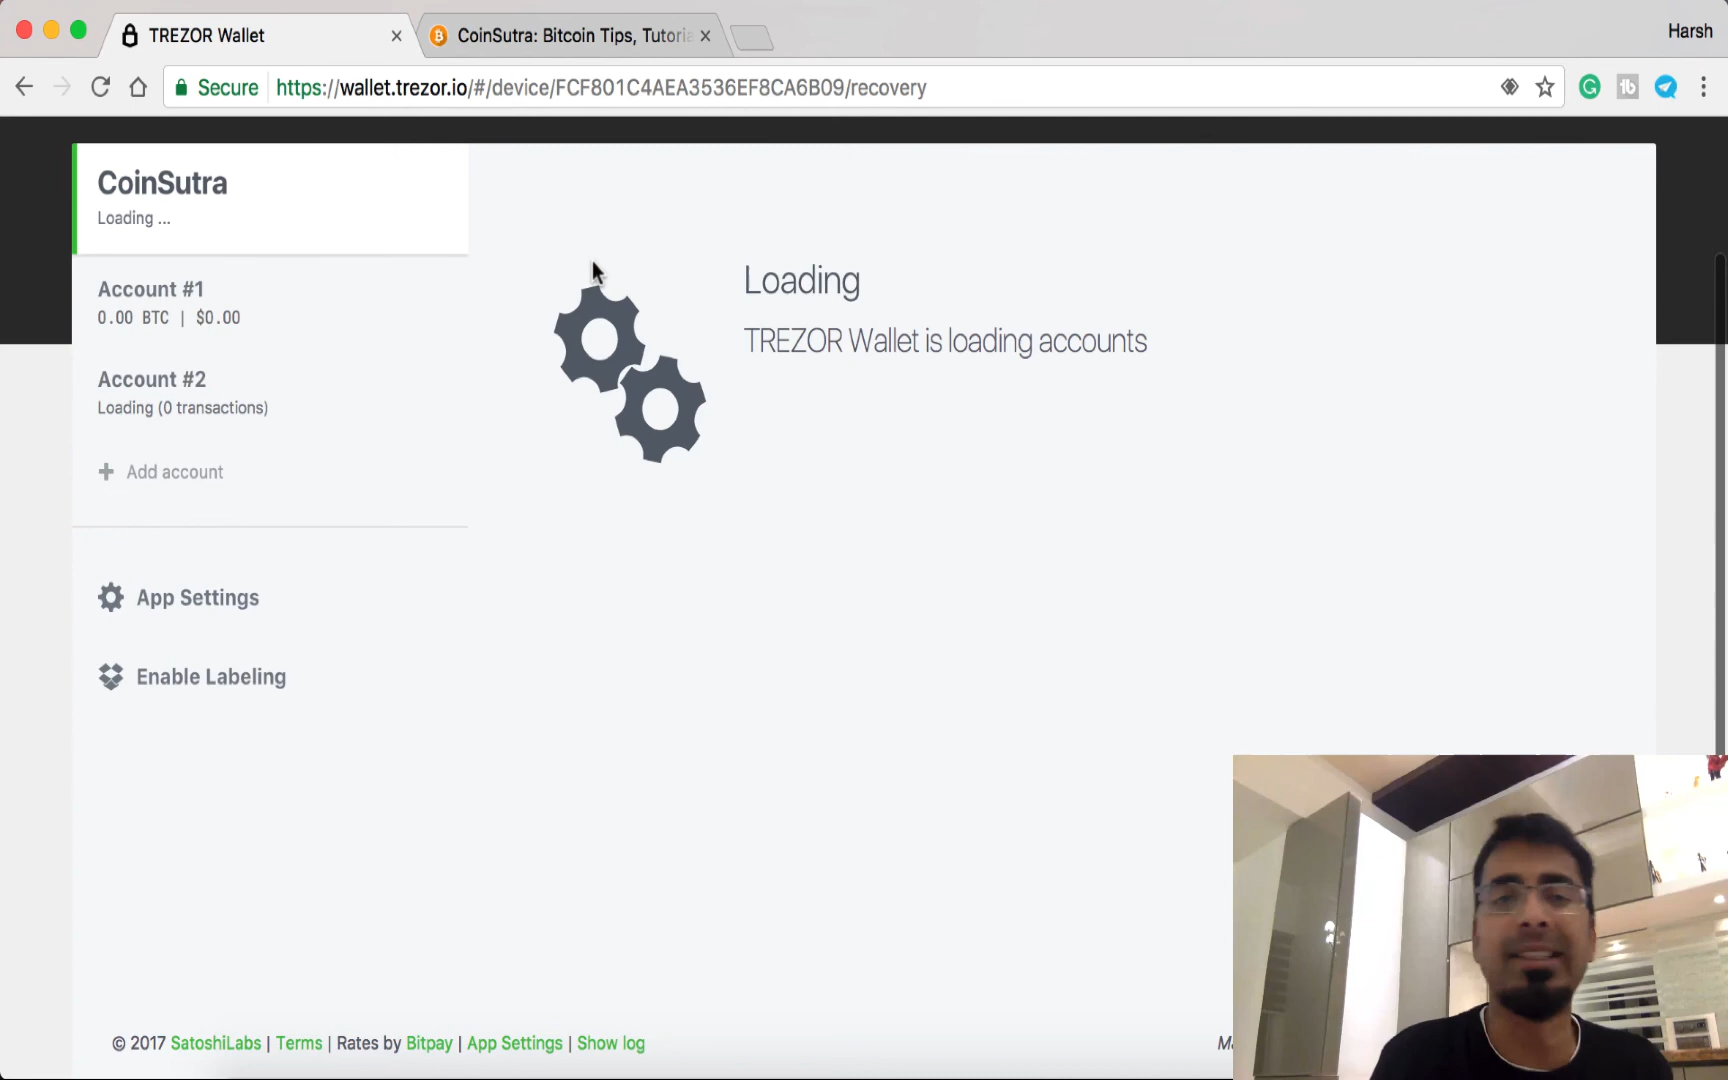 TREZOR Wallet
CoinSutra: Bitcoin Tips, Tutoria
Harsh
Secure
https://wallet.trezor.io/#/device/FCF801C4AEA3536EF8CA6B09/recovery
CoinSutra
Loading ...
Account #1
0.00 BTC | $0.00
Account #2
Loading (0 transactions)
+ Add account
App Settings
Enable Labeling
Loading
TREZOR Wallet is loading accounts
© 2017 SatoshiLabs | Terms | Rates by Bitpay | App Settings | Show log